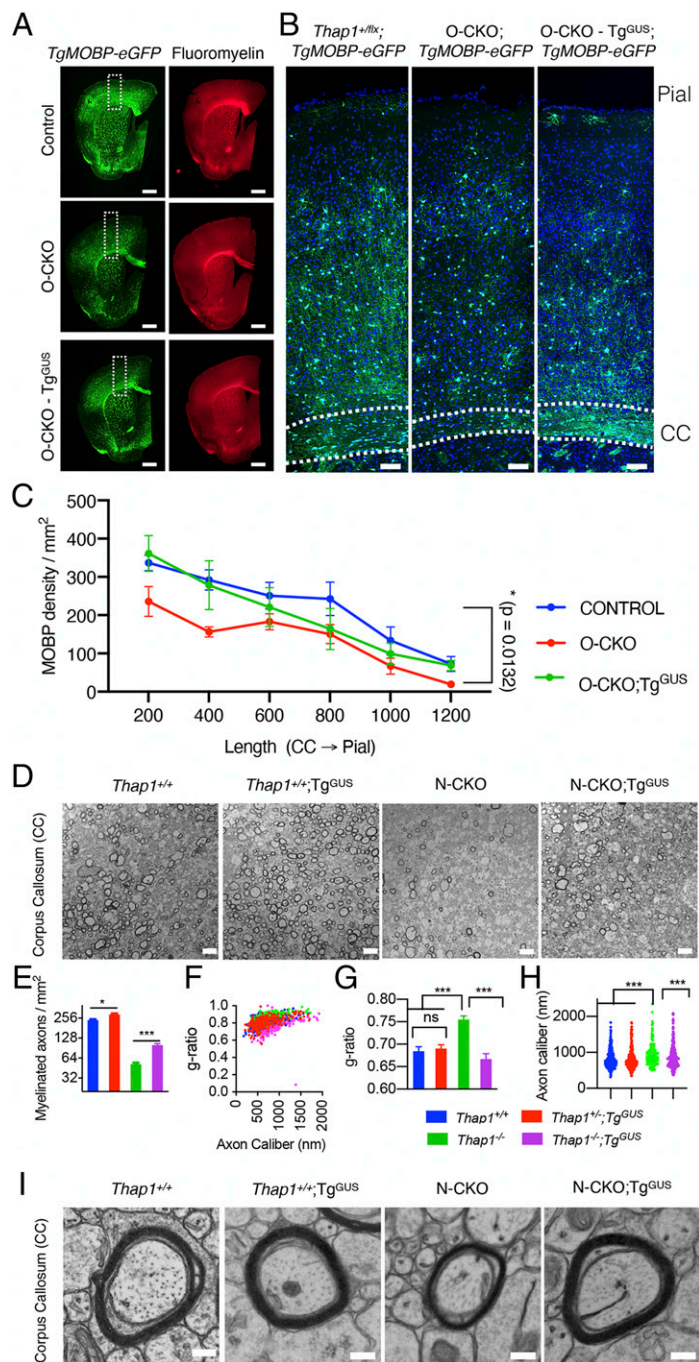 A
TgMOBP-eGFP Fluoromyelin
Control
O-CKO
O-CKO - TgGUS
B
Thap1+/flx; O-CKO; O-CKO - TgGUS;
TgMOBP-eGFP TgMOBP-eGFP TgMOBP-eGFP
Pial
CC
C
MOBP density / mm2
500
400
300
200
100
0
200 400 600 800 1000 1200
Length (CC → Pial)
* (p = 0.0132)
CONTROL
O-CKO
O-CKO;TgGUS
D
Thap1+/+ Thap1+/+;TgGUS N-CKO N-CKO;TgGUS
Corpus Callosum (CC)
E
Myelinated axons / mm2
256
128
64
32
* ***
F
g-ratio
1.0
0.8
0.6
0.4
0.2
0.0
0 500 1000 1500 2000
Axon Caliber (nm)
G
g-ratio
0.80
0.75
0.70
0.65
0.60
*** ***
ns
H
Axon caliber (nm)
2000
1000
0
*** ***
Thap1+/+ Thap1+/-;TgGUS
Thap1-/- Thap1-/-;TgGUS
I
Thap1+/+ Thap1+/+;TgGUS N-CKO N-CKO;TgGUS
Corpus Callosum (CC)